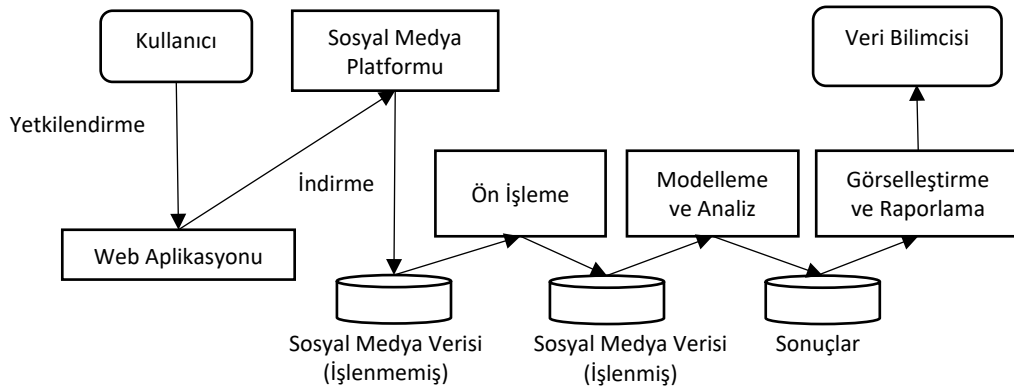 Kullanıcı
Sosyal Medya
Platformu
Veri Bilimcisi
Yetkilendirme
İndirme
Ön İşleme
Modelleme
ve Analiz
Görselleştirme
ve Raporlama
Web Aplikasyonu
Sosyal Medya Verisi
(İşlenmemiş)
Sosyal Medya Verisi
(İşlenmiş)
Sonuçlar